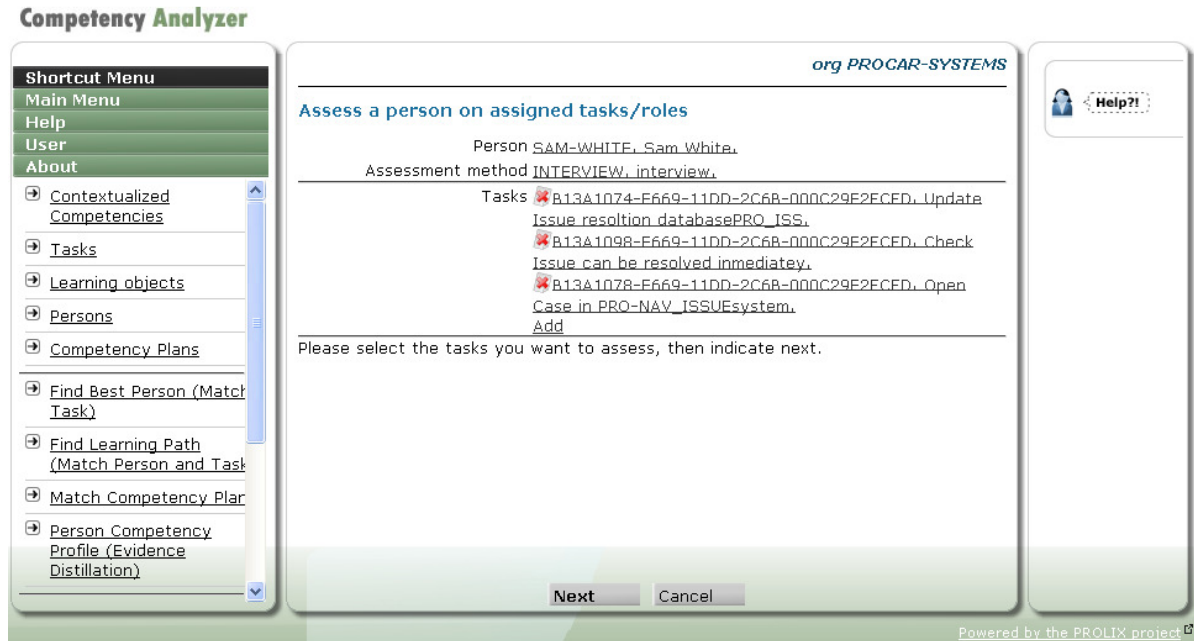 Competency Analyzer
Shortcut Menu
Main Menu
Help
User
About
Contextualized
Competencies
Tasks
Learning objects
Persons
Competency Plans
Find Best Person (Match
Task)
Find Learning Path
(Match Person and Task
Match Competency Plan
Person Competency
Profile (Evidence
Distillation)
org PROCAR-SYSTEMS
Assess a person on assigned tasks/roles
Person SAM-WHITE, Sam White,
Assessment method INTERVIEW, interview,
Tasks B13A1074-F669-11DD-2C6B-000C29F2FCFD, Update
Issue resoltion databasePRO_ISS,
B13A1098-F669-11DD-2C6B-000C29F2FCFD, Check
Issue can be resolved inmediatey,
B13A1078-F669-11DD-2C6B-000C29F2FCFD, Open
Case in PRO-NAV_ISSUEsystem,
Add
Please select the tasks you want to assess, then indicate next.
Next Cancel
Help?!
Powered by the PROLIX project